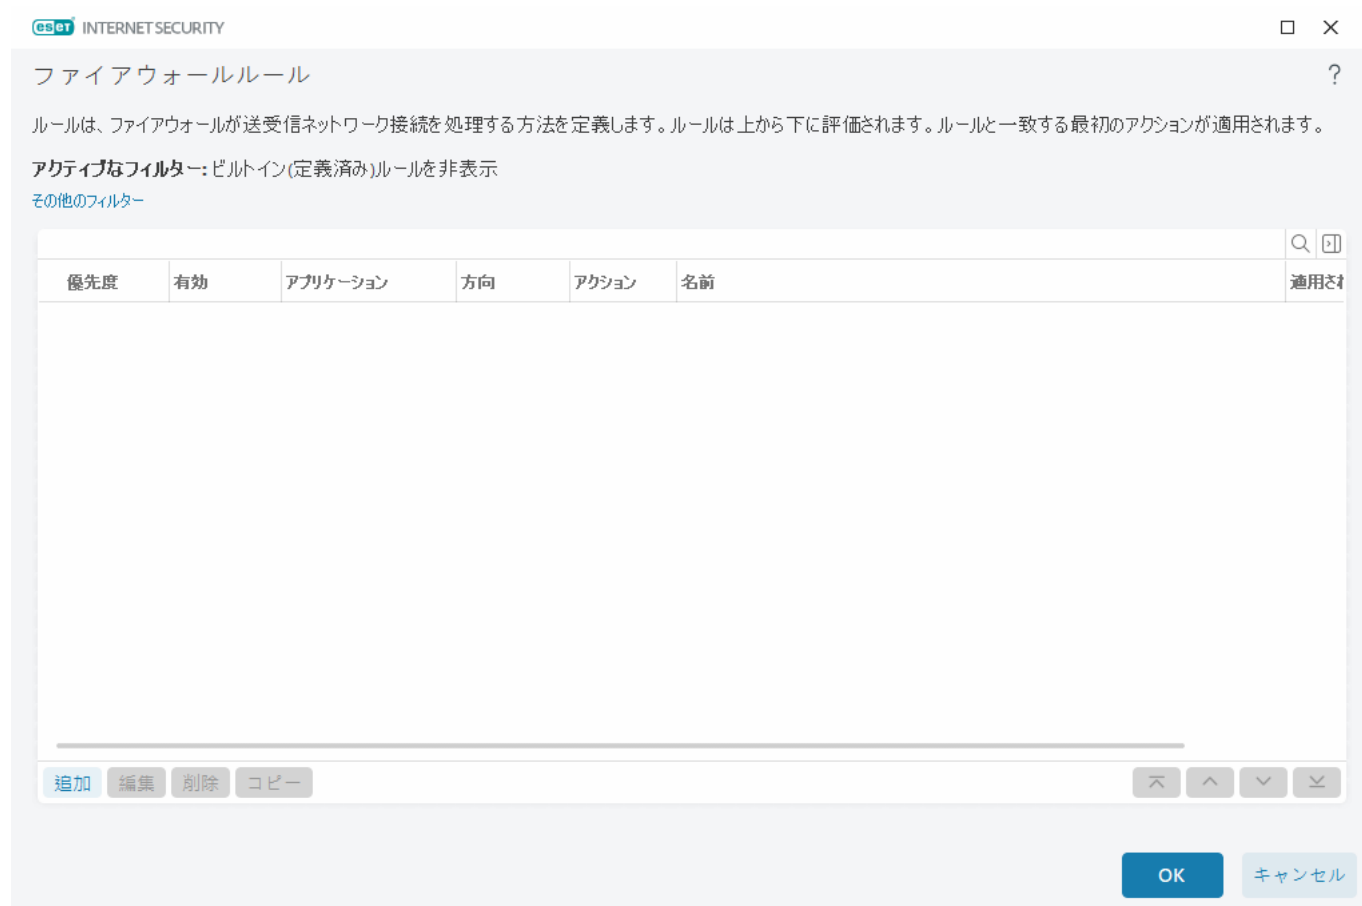 eset INTERNET SECURITY
ファイアウォールルール
?
ルールは、ファイアウォールが送受信ネットワーク接続を処理する方法を定義します。ルールは上から下に評価されます。ルールと一致する最初のアクションが適用されます。
アクティブなフィルター: ビルトイン(定義済み)ルールを非表示
その他のフィルター
優先度 有効 アプリケーション 方向 アクション 名前 適用され
追加 編集 削除 コピー
OK キャンセル